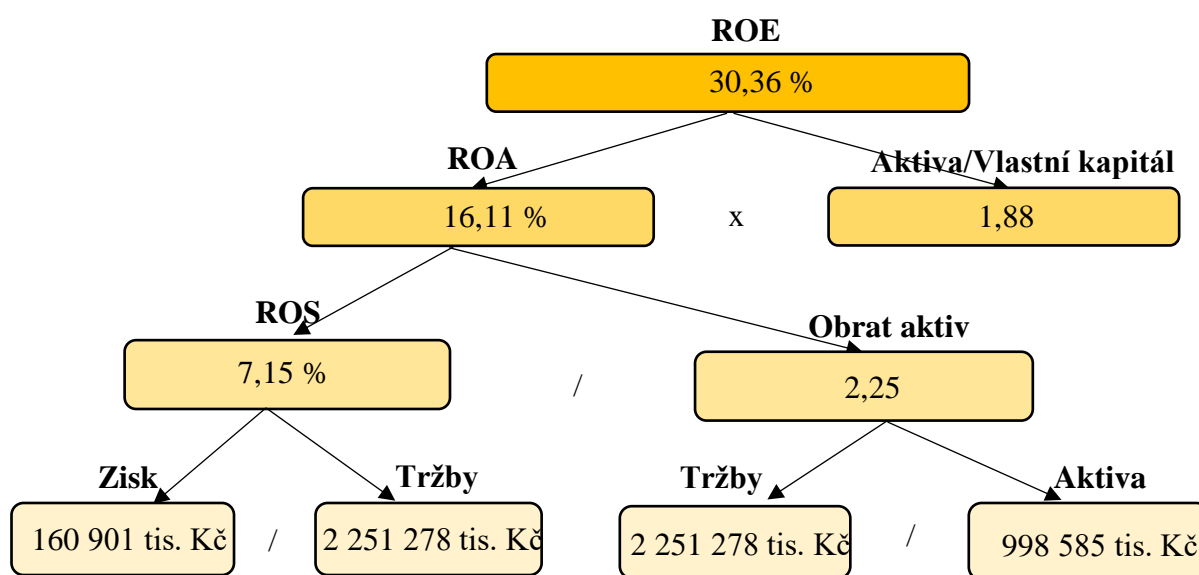 ROE
30,36 %
ROA
Aktiva/Vlastní kapitál
16,11 %
x
1,88
ROS
Obrat aktiv
7,15 %
/
2,25
Zisk
Tržby
Tržby
Aktiva
160 901 tis. Kč
/
2 251 278 tis. Kč
2 251 278 tis. Kč
/
998 585 tis. Kč